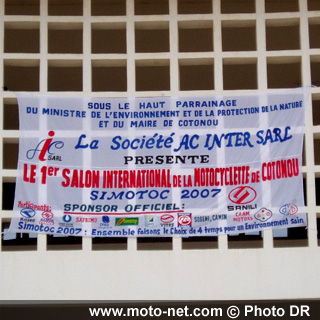 SOUS LE HAUT PARRAINAGE
DU MINISTERE DE L'ENVIRONNEMENT ET DE LA PROTECTION DE LA NATURE
ET DU MAIRE DE COTONOU
SARL
La Société AC INTER SARL
PRESENTE
LE 1er SALON INTERNATIONAL DE LA MOTOCYCLETTE DE COTONOU
SIMOTOC 2007
SPONSOR OFFICIEL:
SANILI
Simotoc 2007: Ensemble faisons le Choix de 4 temps pour un Environnement sain
www.moto-net.com © Photo DR